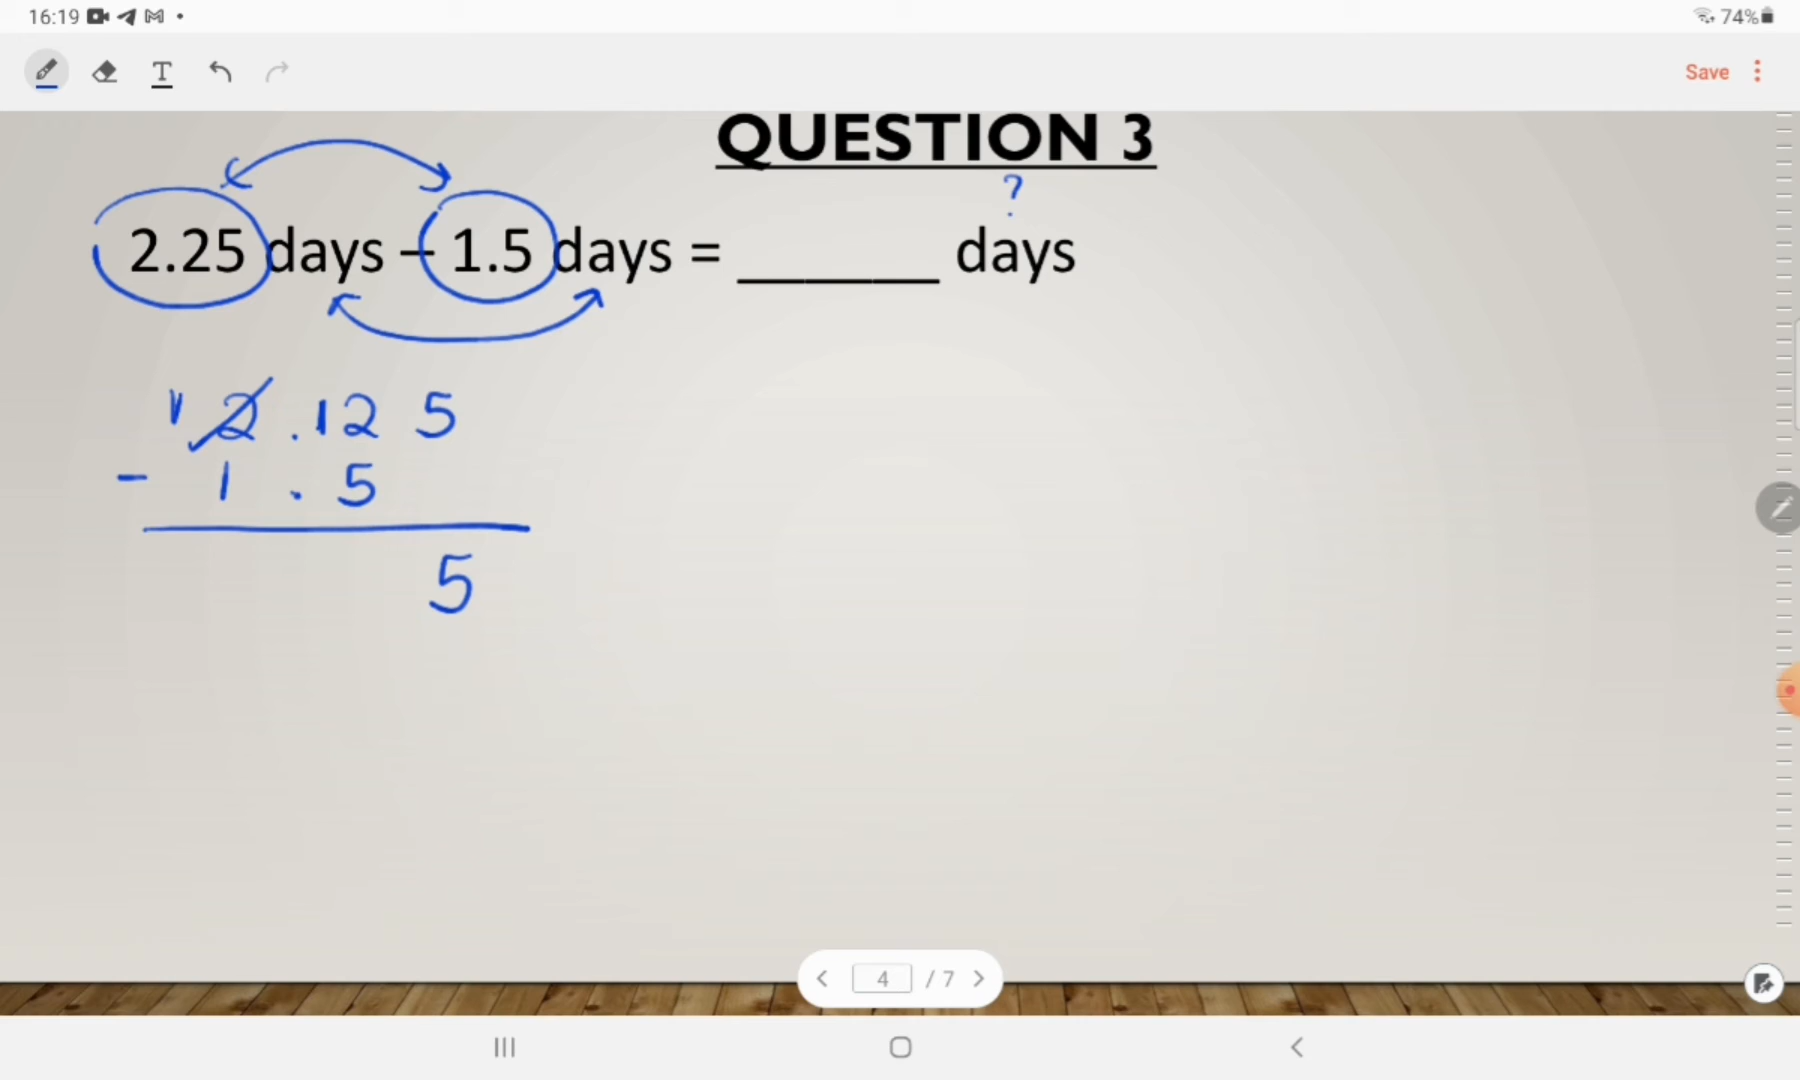 16:19
74%
T
Save
QUESTION 3
?
2.25 days – 1.5 days = ______ days
1 2 . 12 5
- 1 . 5
5
4 / 7